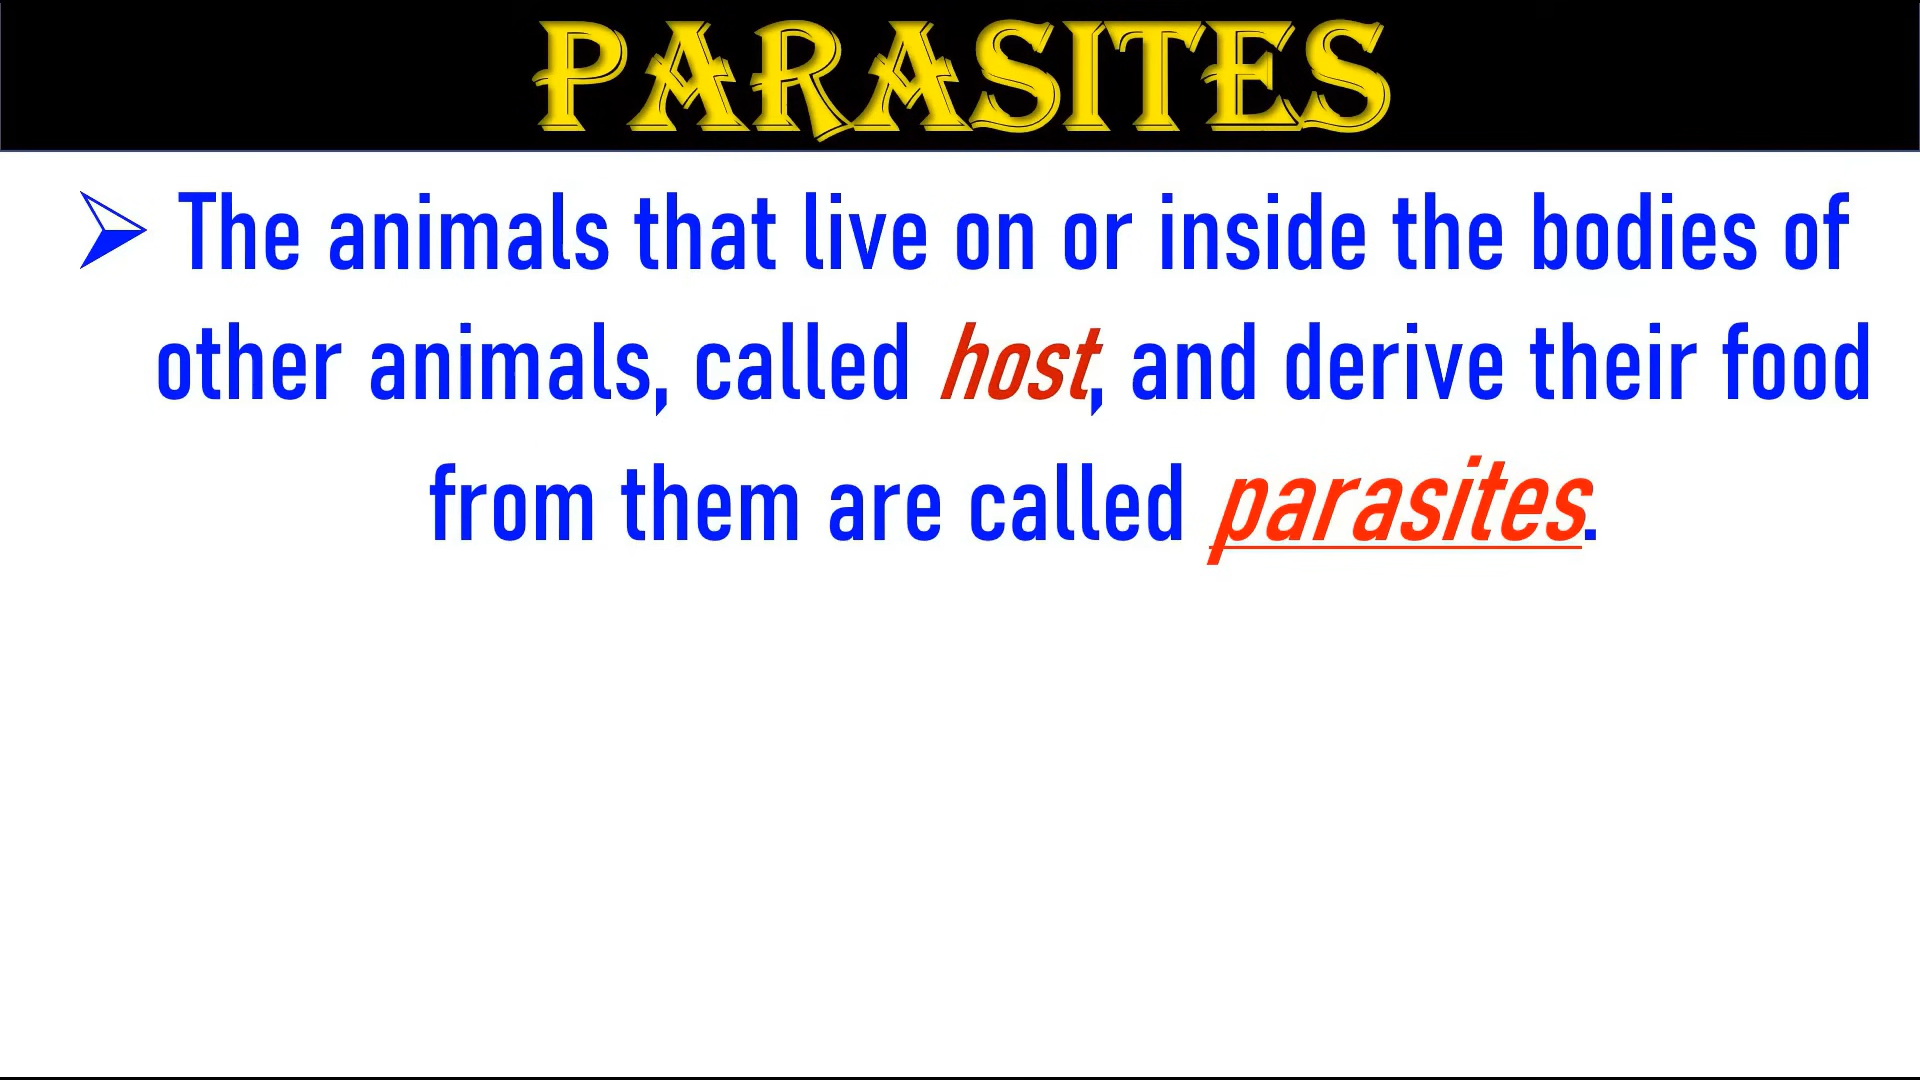 PARASITES
➢ The animals that live on or inside the bodies of
other animals, called host, and derive their food
from them are called parasites.